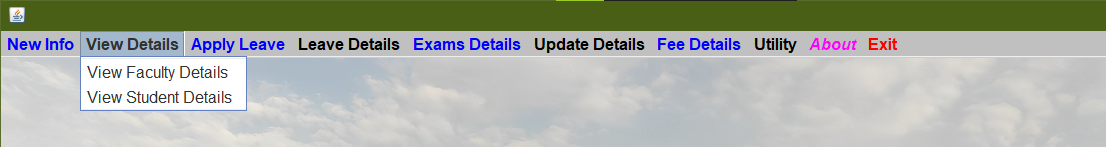 New Info View Details Apply Leave Leave Details Exams Details Update Details Fee Details Utility About Exit
View Faculty Details
View Student Details